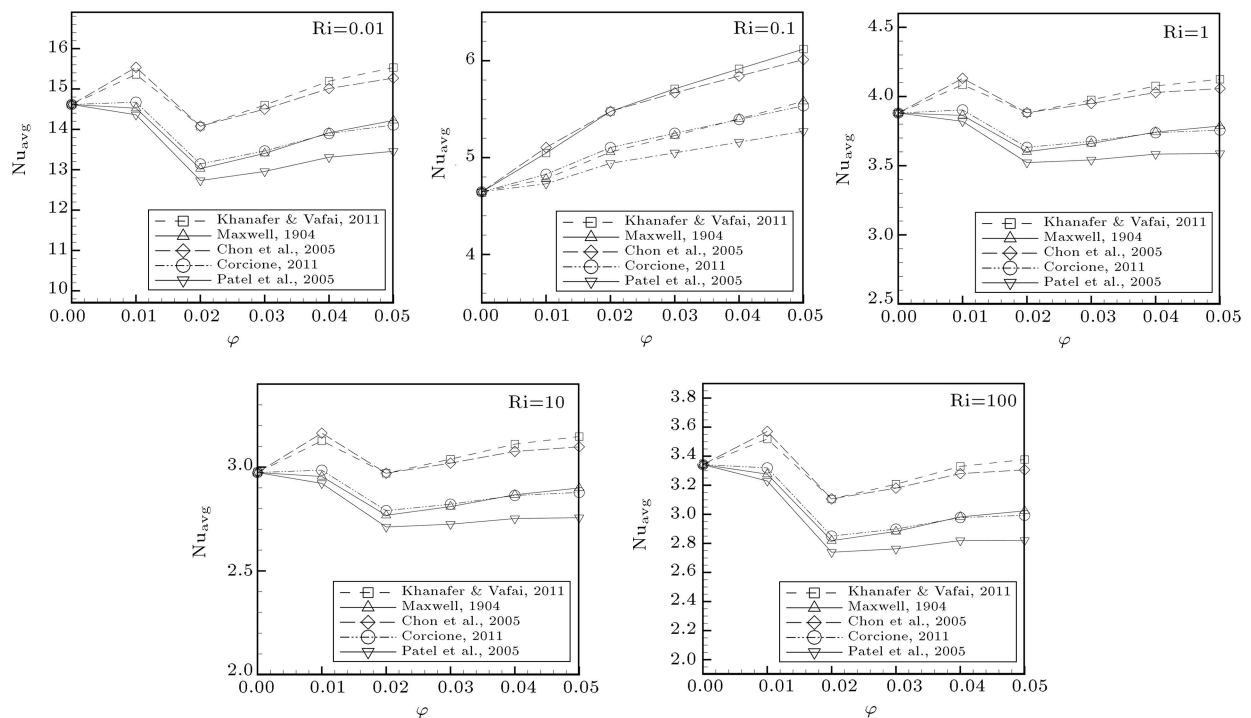 Ri=0.01
16
15
14
13
12
11
10
Nuavg
Khanafer & Vafai, 2011
Maxwell, 1904
Chon et al., 2005
Corcione, 2011
Patel et al., 2005
0.00 0.01 0.02 0.03 0.04 0.05
φ
Ri=0.1
6
5
4
Nuavg
Khanafer & Vafai, 2011
Maxwell, 1904
Chon et al., 2005
Corcione, 2011
Patel et al., 2005
0.00 0.01 0.02 0.03 0.04 0.05
φ
Ri=1
4.5
4.0
3.5
3.0
2.5
Nuavg
Khanafer & Vafai, 2011
Maxwell, 1904
Chon et al., 2005
Corcione, 2011
Patel et al., 2005
0.00 0.01 0.02 0.03 0.04 0.05
φ
Ri=10
3.0
2.5
2.0
Nuavg
Khanafer & Vafai, 2011
Maxwell, 1904
Chon et al., 2005
Corcione, 2011
Patel et al., 2005
0.00 0.01 0.02 0.03 0.04 0.05
φ
Ri=100
3.8
3.6
3.4
3.2
3.0
2.8
2.6
2.4
2.2
2.0
Nuavg
Khanafer & Vafai, 2011
Maxwell, 1904
Chon et al., 2005
Corcione, 2011
Patel et al., 2005
0.00 0.01 0.02 0.03 0.04 0.05
φ